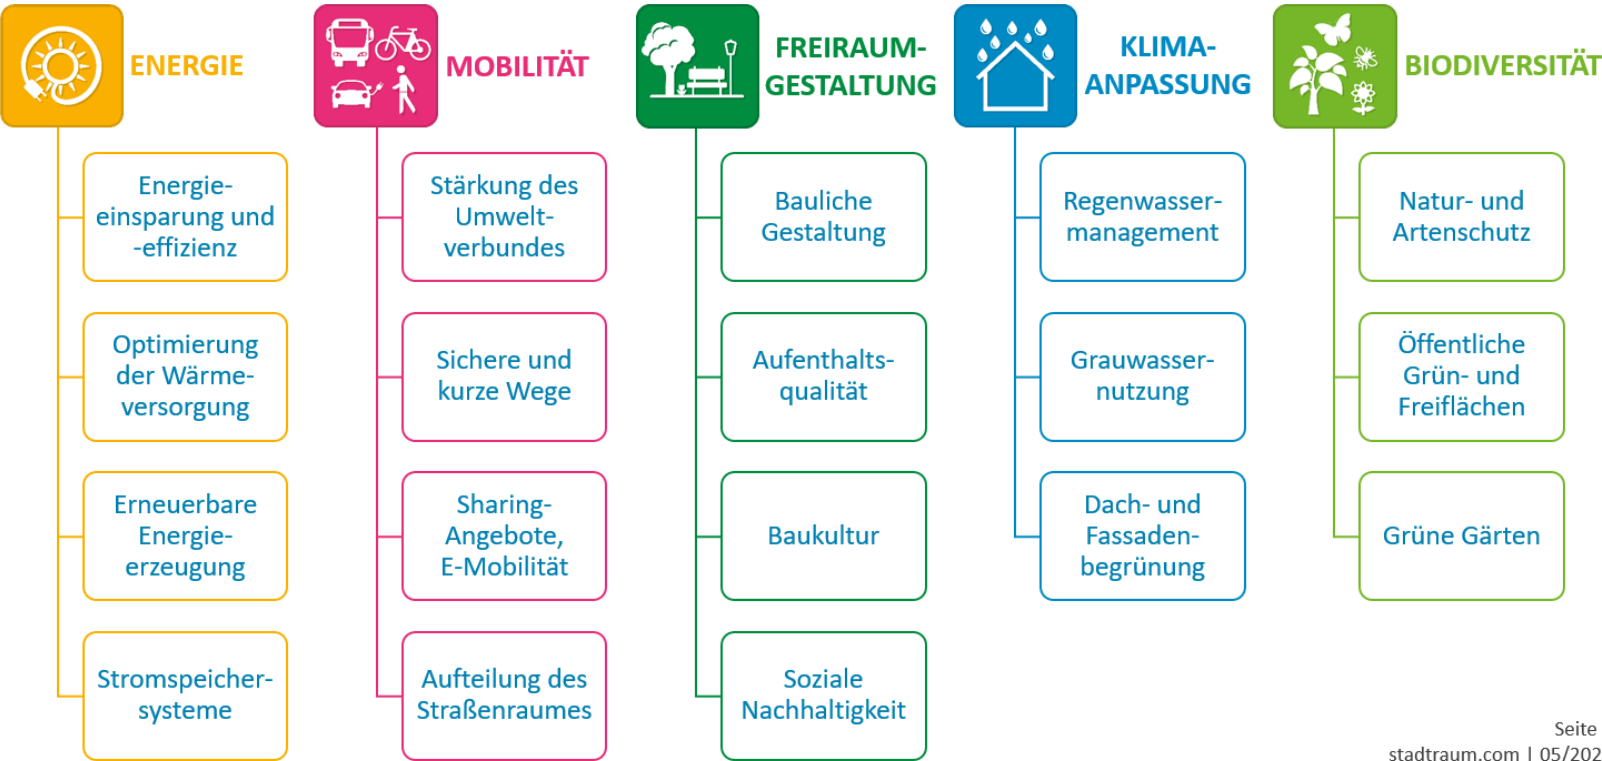 ENERGIE
Energie-
einsparung und
-effizienz
Optimierung
der Wärme-
versorgung
Erneuerbare
Energie-
erzeugung
Stromspeicher-
systeme
MOBILITÄT
Stärkung des
Umwelt-
verbundes
Sichere und
kurze Wege
Sharing-
Angebote,
E-Mobilität
Aufteilung des
Straßenraumes
FREIRAUM-
GESTALTUNG
Bauliche
Gestaltung
Aufenthalts-
qualität
Baukultur
Soziale
Nachhaltigkeit
KLIMA-
ANPASSUNG
Regenwasser-
management
Grauwasser-
nutzung
Dach- und
Fassaden-
begrünung
BIODIVERSITÄT
Natur- und
Artenschutz
Öffentliche
Grün- und
Freiflächen
Grüne Gärten
Seite
stadtraum.com | 05/202